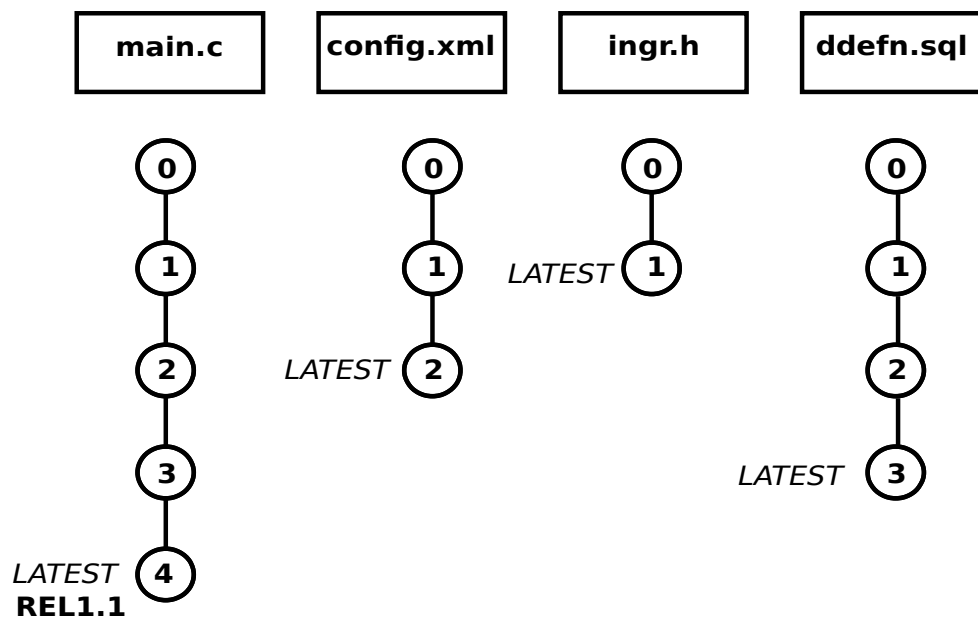 main.c config.xml ingr.h ddefn.sql
0 0 0 0
1 1 LATEST 1 1
2 LATEST 2 2
3 LATEST 3
LATEST 4
REL1.1